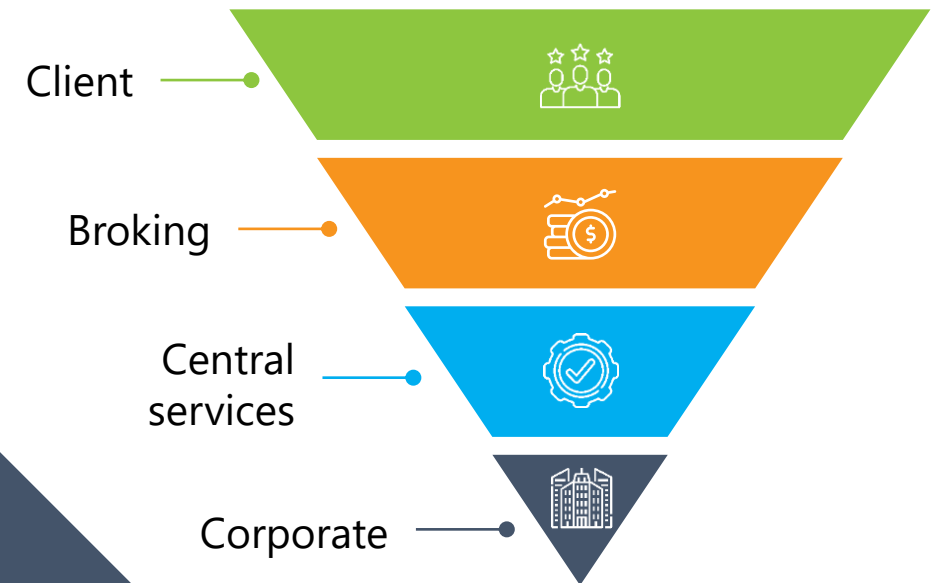 Client
Broking
Central
services
Corporate
$